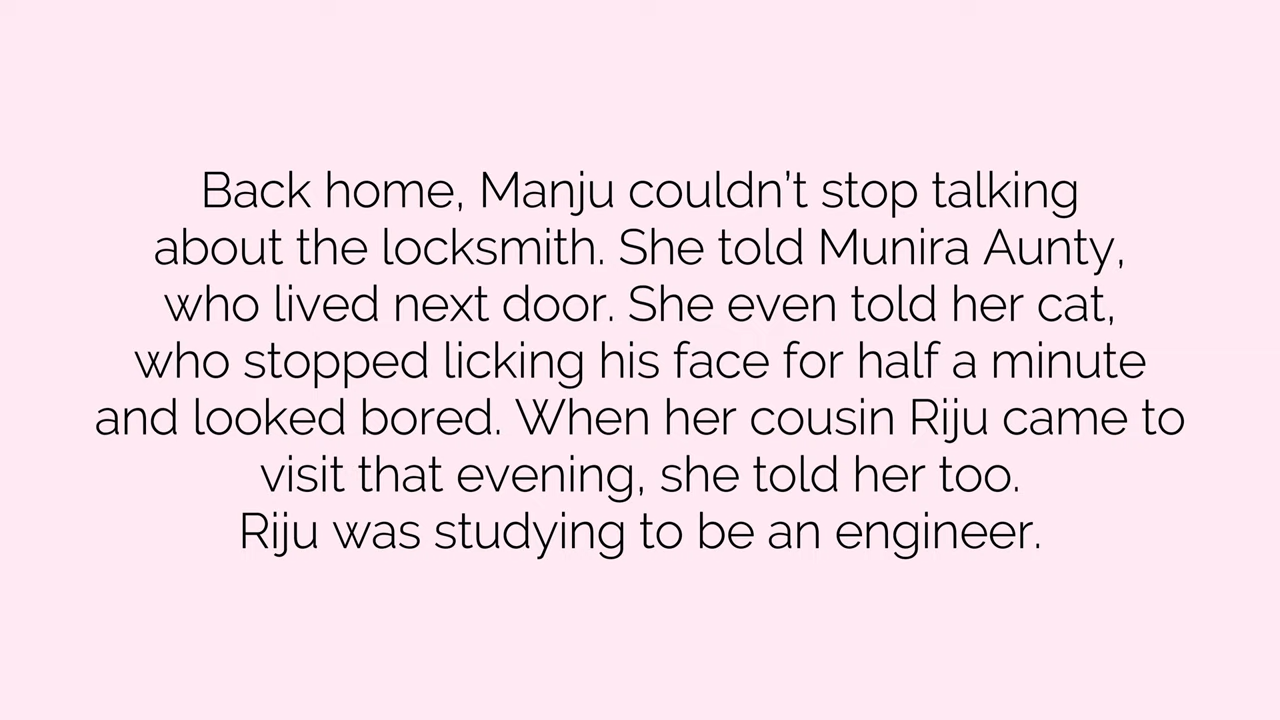 Back home, Manju couldn’t stop talking
about the locksmith. She told Munira Aunty,
who lived next door. She even told her cat,
who stopped licking his face for half a minute
and looked bored. When her cousin Riju came to
visit that evening, she told her too.
Riju was studying to be an engineer.